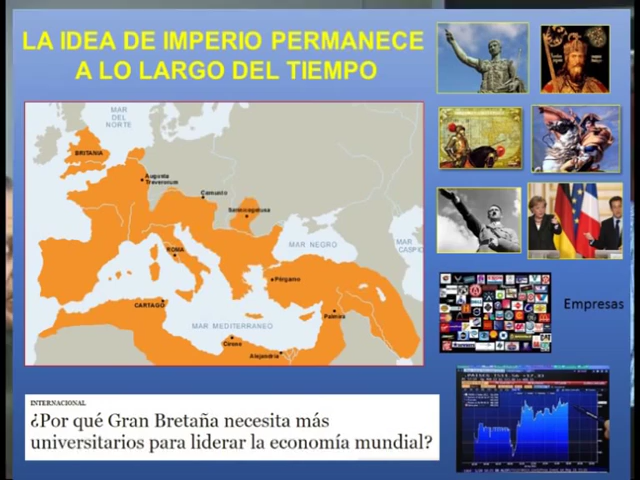 LA IDEA DE IMPERIO PERMANECE
A LO LARGO DEL TIEMPO
MAR
DEL
NORTE
BRITANIA
Augusta
Treverorum
Carnunto
Sarmizegetusa
MAR NEGRO
MAR
CASPIO
ROMA
Pérgamo
CARTAGO
Palmira
MAR MEDITERRANEO
Cirene
Alejandría
Empresas
INTERNACIONAL
¿Por qué Gran Bretaña necesita más
universitarios para liderar la economía mundial?